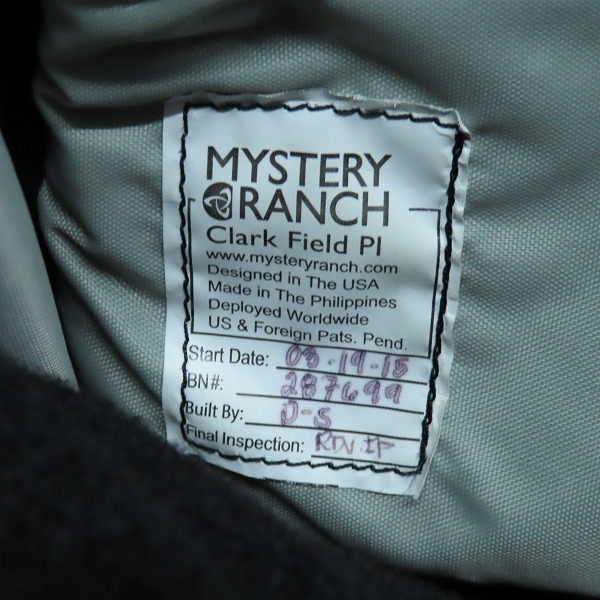 MYSTERY
RANCH
Clark Field PI
www.mysteryranch.com
Designed in The USA
Made in The Philippines
Deployed Worldwide
US & Foreign Pats. Pend.
Start Date: 03-19-15
BN#: 287699
Built By: D-S
Final Inspection: